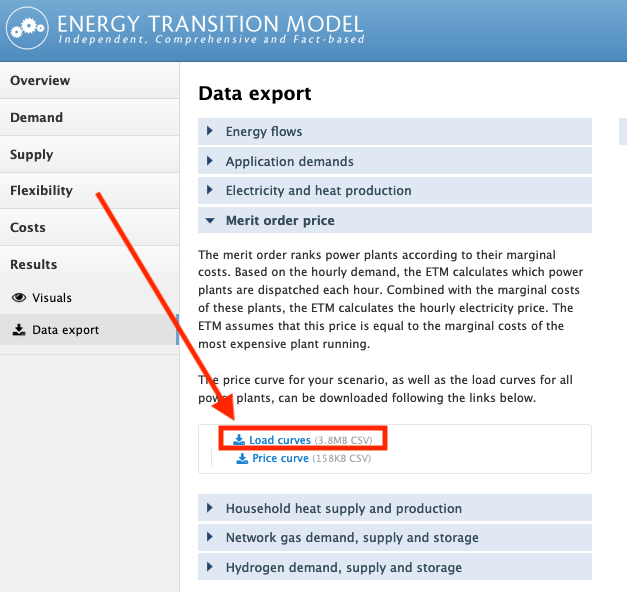 ENERGY TRANSITION MODEL
Independent, Comprehensive and Fact-based
Overview
Demand
Supply
Flexibility
Costs
Results
Visuals
Data export
Data export
Energy flows
Application demands
Electricity and heat production
Merit order price
The merit order ranks power plants according to their marginal
costs. Based on the hourly demand, the ETM calculates which power
plants are dispatched each hour. Combined with the marginal costs
of these plants, the ETM calculates the hourly electricity price. The
ETM assumes that this price is equal to the marginal costs of the
most expensive plant running.
The price curve for your scenario, as well as the load curves for all
power plants, can be downloaded following the links below.
Load curves (3.8MB CSV)
Price curve (158KB CSV)
Household heat supply and production
Network gas demand, supply and storage
Hydrogen demand, supply and storage